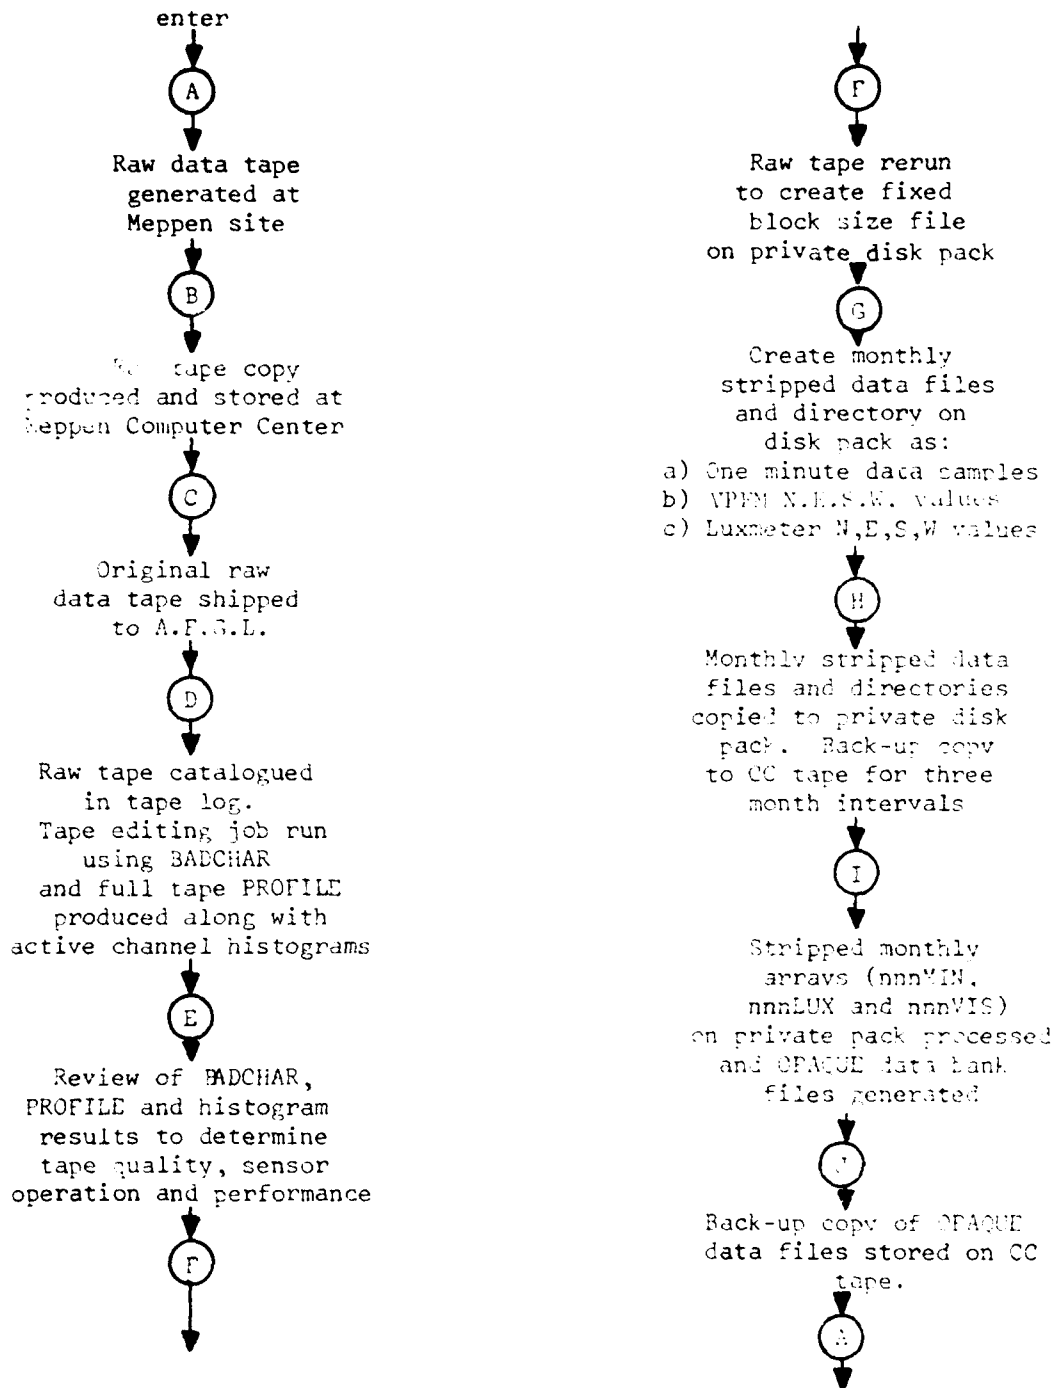 enter
A
Raw data tape
generated at
Meppen site
B
Raw tape copy
produced and stored at
Meppen Computer Center
C
Original raw
data tape shipped
to A.F.G.L.
D
Raw tape catalogued
in tape log.
Tape editing job run
using BADCHAR
and full tape PROFILE
produced along with
active channel histograms
E
Review of BADCHAR,
PROFILE and histogram
results to determine
tape quality, sensor
operation and performance
F
F
Raw tape rerun
to create fixed
block size file
on private disk pack
G
Create monthly
stripped data files
and directory on
disk pack as:
a) One minute data samples
b) N.E.S.W. values
c) Luxmeter N,E,S,W values
H
Monthly stripped data
files and directories
copied to private disk
pack. Back-up copy
to CC tape for three
month intervals
I
Stripped monthly
arrays (nnnMIN,
nnnLUX and nnnVIS)
on private pack processed
and OPAQUE data bank
files generated
J
Back-up copy of OPAQUE
data files stored on CC
tape.
A